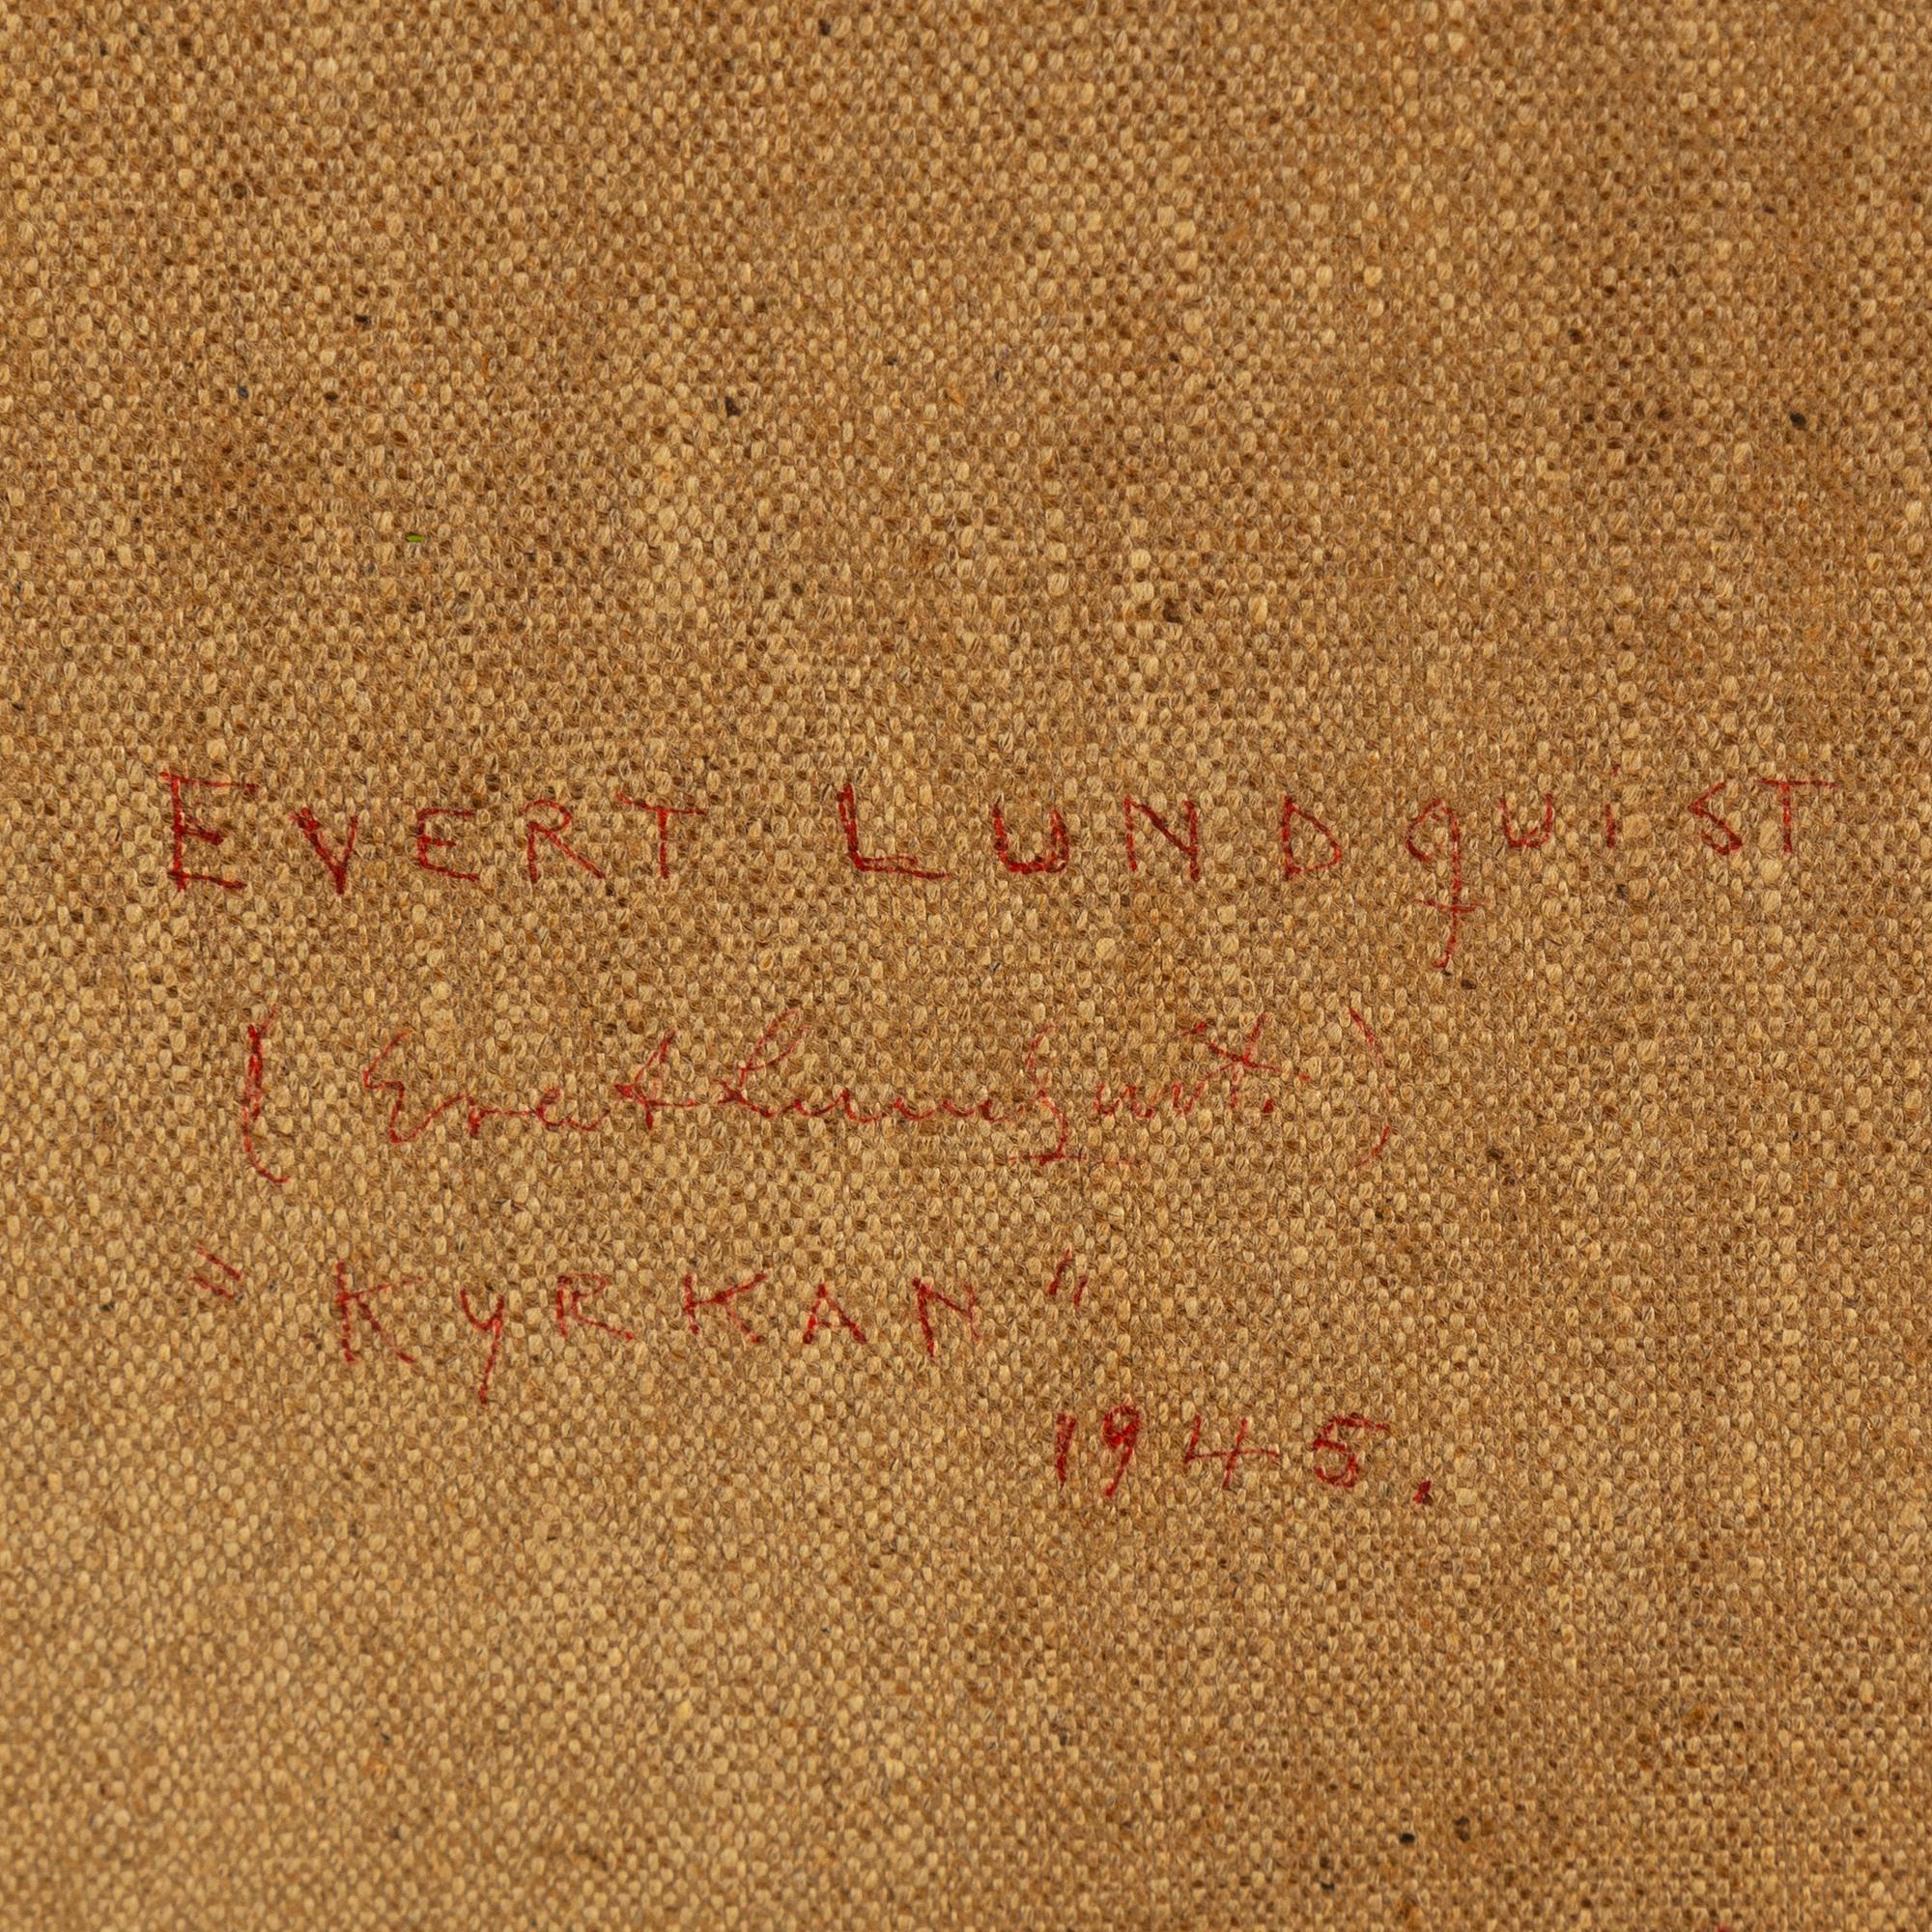 EVERT LUNDqUiST
(Evert Lundquist.)
"KYRKAN"
1945.